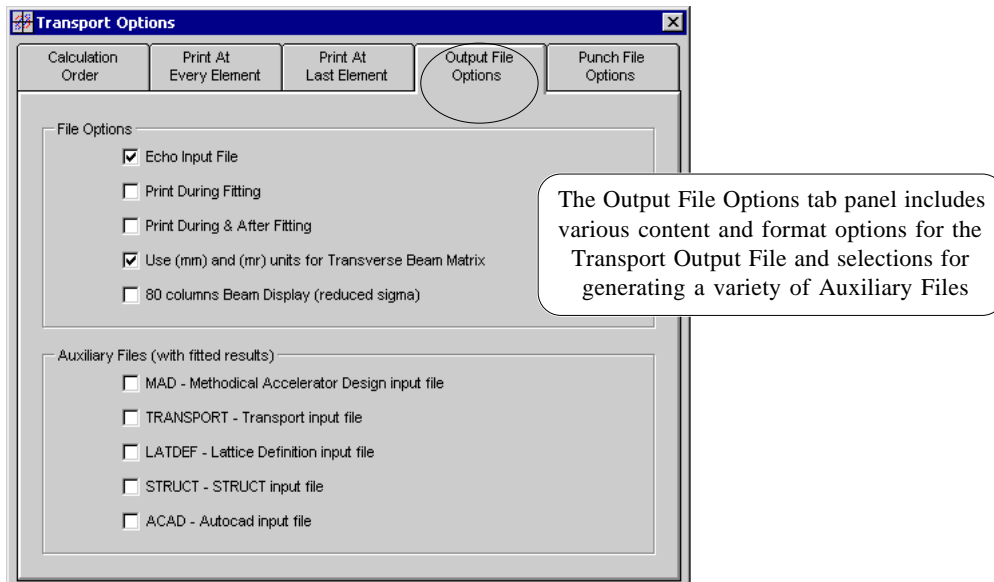 Transport Options
Calculation
Order
Print At
Every Element
Print At
Last Element
Output File
Options
Punch File
Options
File Options
Echo Input File
Print During Fitting
Print During & After Fitting
Use (mm) and (mr) units for Transverse Beam Matrix
80 columns Beam Display (reduced sigma)
The Output File Options tab panel includes
various content and format options for the
Transport Output File and selections for
generating a variety of Auxiliary Files
Auxiliary Files (with fitted results)
MAD - Methodical Accelerator Design input file
TRANSPORT - Transport input file
LATDEF - Lattice Definition input file
STRUCT - STRUCT input file
ACAD - Autocad input file